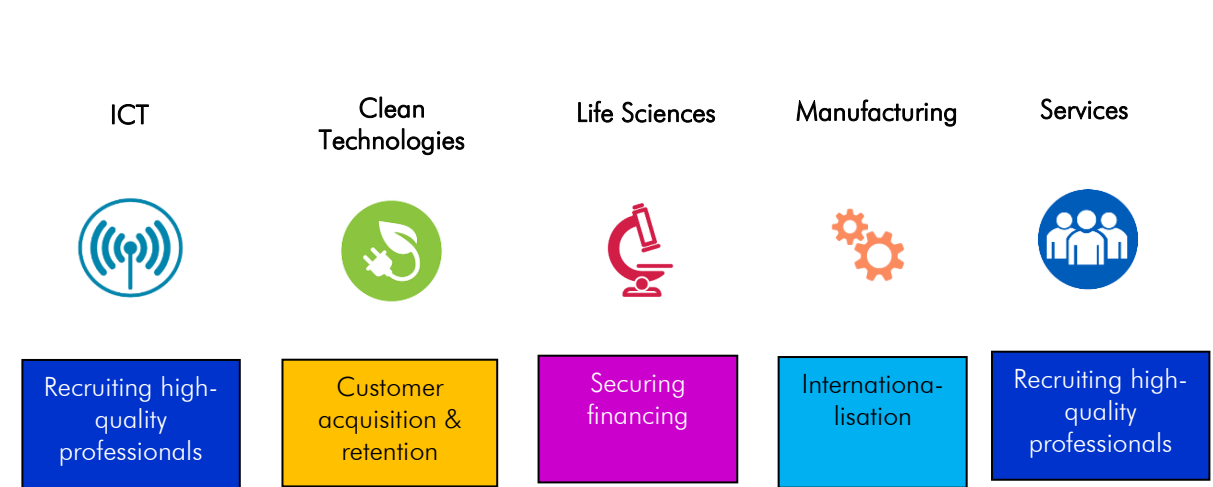 ICT
Clean
Technologies
Life Sciences
Manufacturing
Services
Recruiting high-
quality
professionals
Customer
acquisition &
retention
Securing
financing
Internationa-
lisation
Recruiting high-
quality
professionals